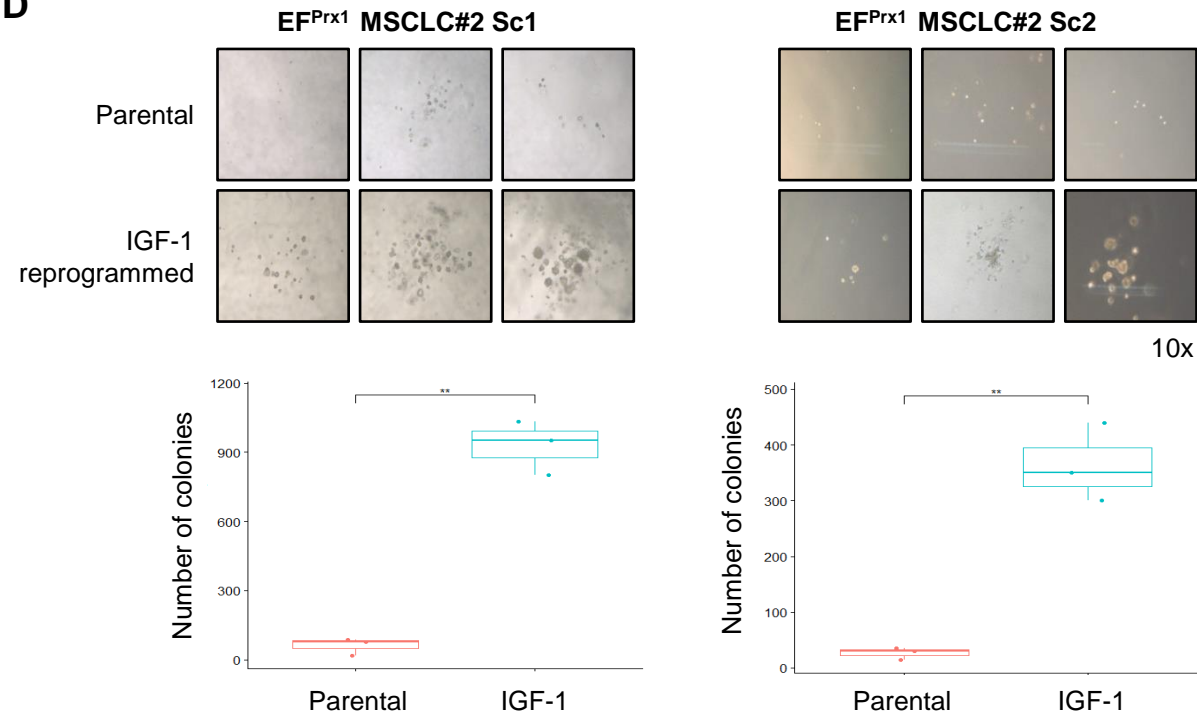 D
EFPrx1 MSCLC#2 Sc1
EFPrx1 MSCLC#2 Sc2
Parental
IGF-1
reprogrammed
10x
Number of colonies
1200
900
600
300
0
**
Parental
IGF-1
Number of colonies
500
400
300
200
100
0
**
Parental
IGF-1